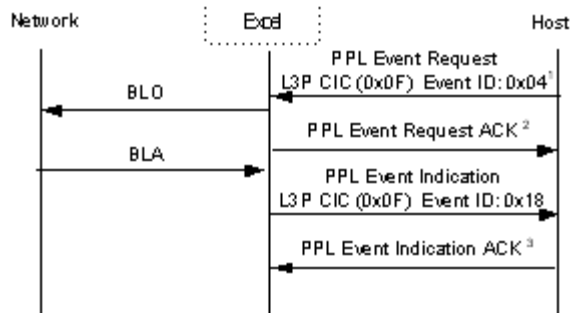 Network
Excel
Host
PPL Event Request
L3P CIC (0x0F) Event ID: 0x04¹
BLO
PPL Event Request ACK ²
BLA
PPL Event Indication
L3P CIC (0x0F) Event ID: 0x18
PPL Event Indication ACK ³